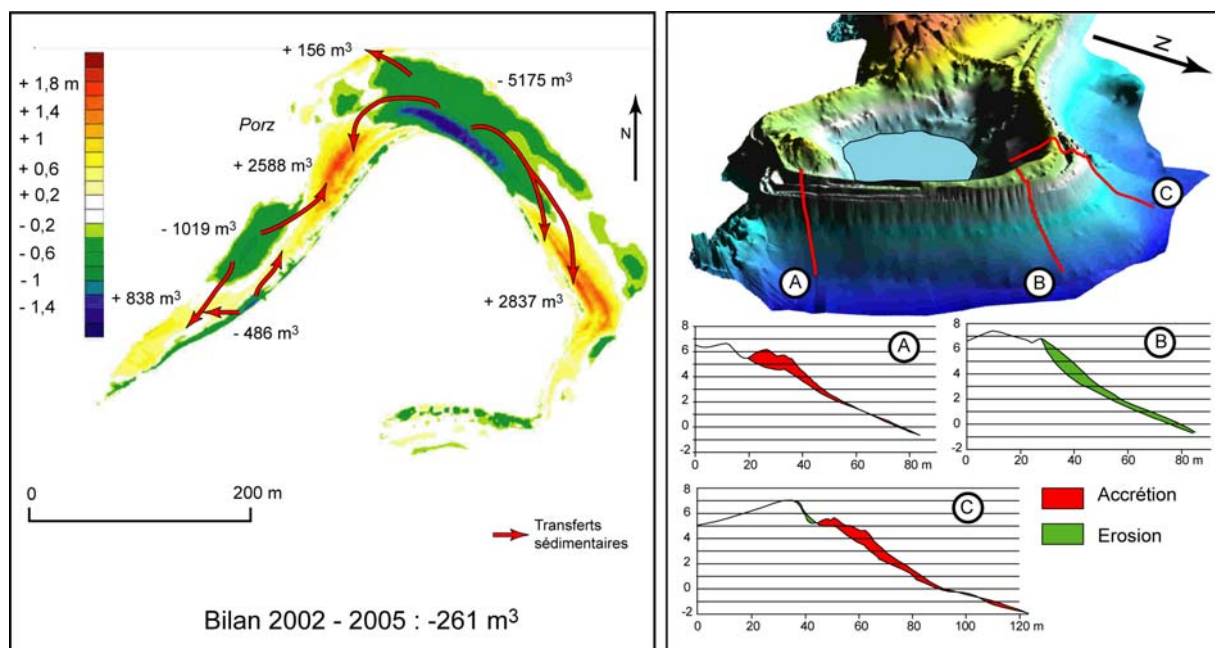 + 156 m³
- 5175 m³
+ 1,8 m
+ 1,4
+ 1
+ 0,6
+ 0,2
- 0,2
- 0,6
- 1
- 1,4
Porz
N
+ 2588 m³
- 1019 m³
+ 838 m³
- 486 m³
+ 2837 m³
0 200 m
Transferts
sédimentaires
Bilan 2002 - 2005 : -261 m³
N
A
B
C
A
8
6
4
2
0
-2
0 20 40 60 80 m
B
8
6
4
2
0
-2
0 20 40 60 80 m
C
8
6
4
2
0
-2
0 20 40 60 80 100 120 m
Accrétion
Erosion